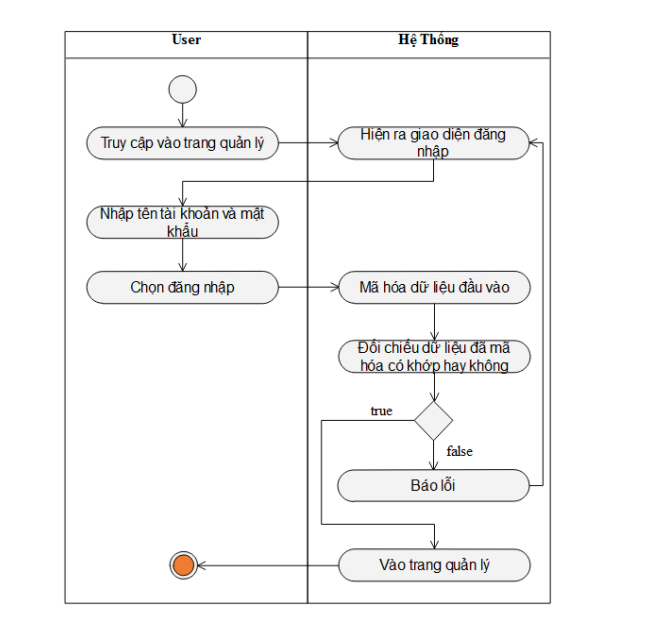 User
Hệ Thống
Truy cập vào trang quản lý
Hiện ra giao diện đăng
nhập
Nhập tên tài khoản và mật
khẩu
Chọn đăng nhập
Mã hóa dữ liệu đầu vào
Đối chiếu dữ liệu đã mã
hóa có khớp hay không
true
false
Báo lỗi
Vào trang quản lý